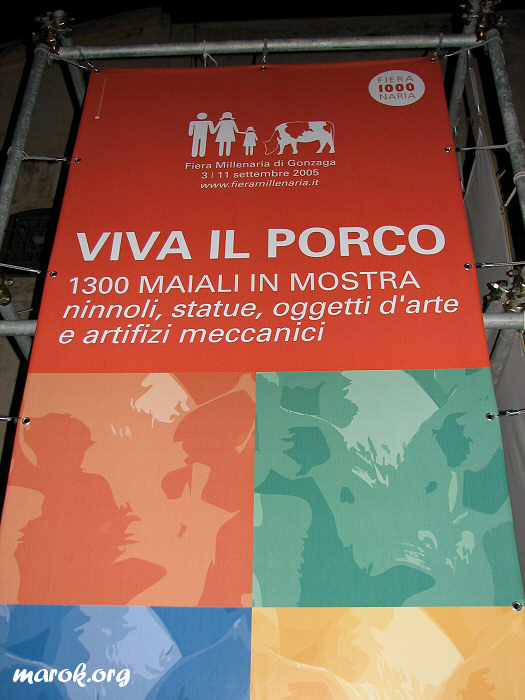 FIERA
1000
NARIA
Fiera Millenaria di Gonzaga
3 | 11 settembre 2005
www.fieramillenaria.it
VIVA IL PORCO
1300 MAIALI IN MOSTRA
ninnoli, statue, oggetti d'arte
e artifizi meccanici
marok.org